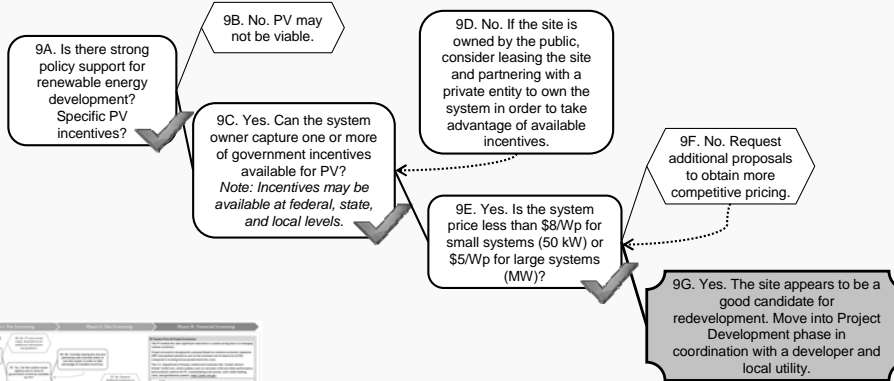 9B. No. PV may
not be viable.
9A. Is there strong
policy support for
renewable energy
development?
Specific PV
incentives?
9D. No. If the site is
owned by the public,
consider leasing the site
and partnering with a
private entity to own the
system in order to take
advantage of available
incentives.
9C. Yes. Can the system
owner capture one or more
of government incentives
available for PV?
Note: Incentives may be
available at federal, state,
and local levels.
9F. No. Request
additional proposals
to obtain more
competitive pricing.
9E. Yes. Is the system
price less than $8/Wp for
small systems (50 kW) or
$5/Wp for large systems
(MW)?
9G. Yes. The site appears to be a
good candidate for
redevelopment. Move into Project
Development phase in
coordination with a developer and
local utility.